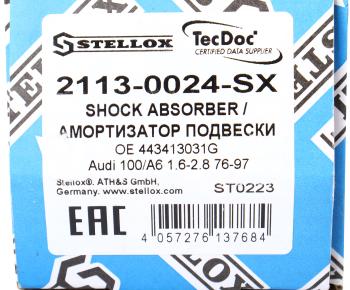 STELLOX
TecDoc
CERTIFIED DATA SUPPLIER
2113-0024-SX
SHOCK ABSORBER /
АМОРТИЗАТОР ПОДВЕСКИ
OE 443413031G
Audi 100/A6 1.6-2.8 76-97
Stellox®. ATH&S GmbH,
Germany. www.stellox.com
ST0223
EAC
4 057276 137684